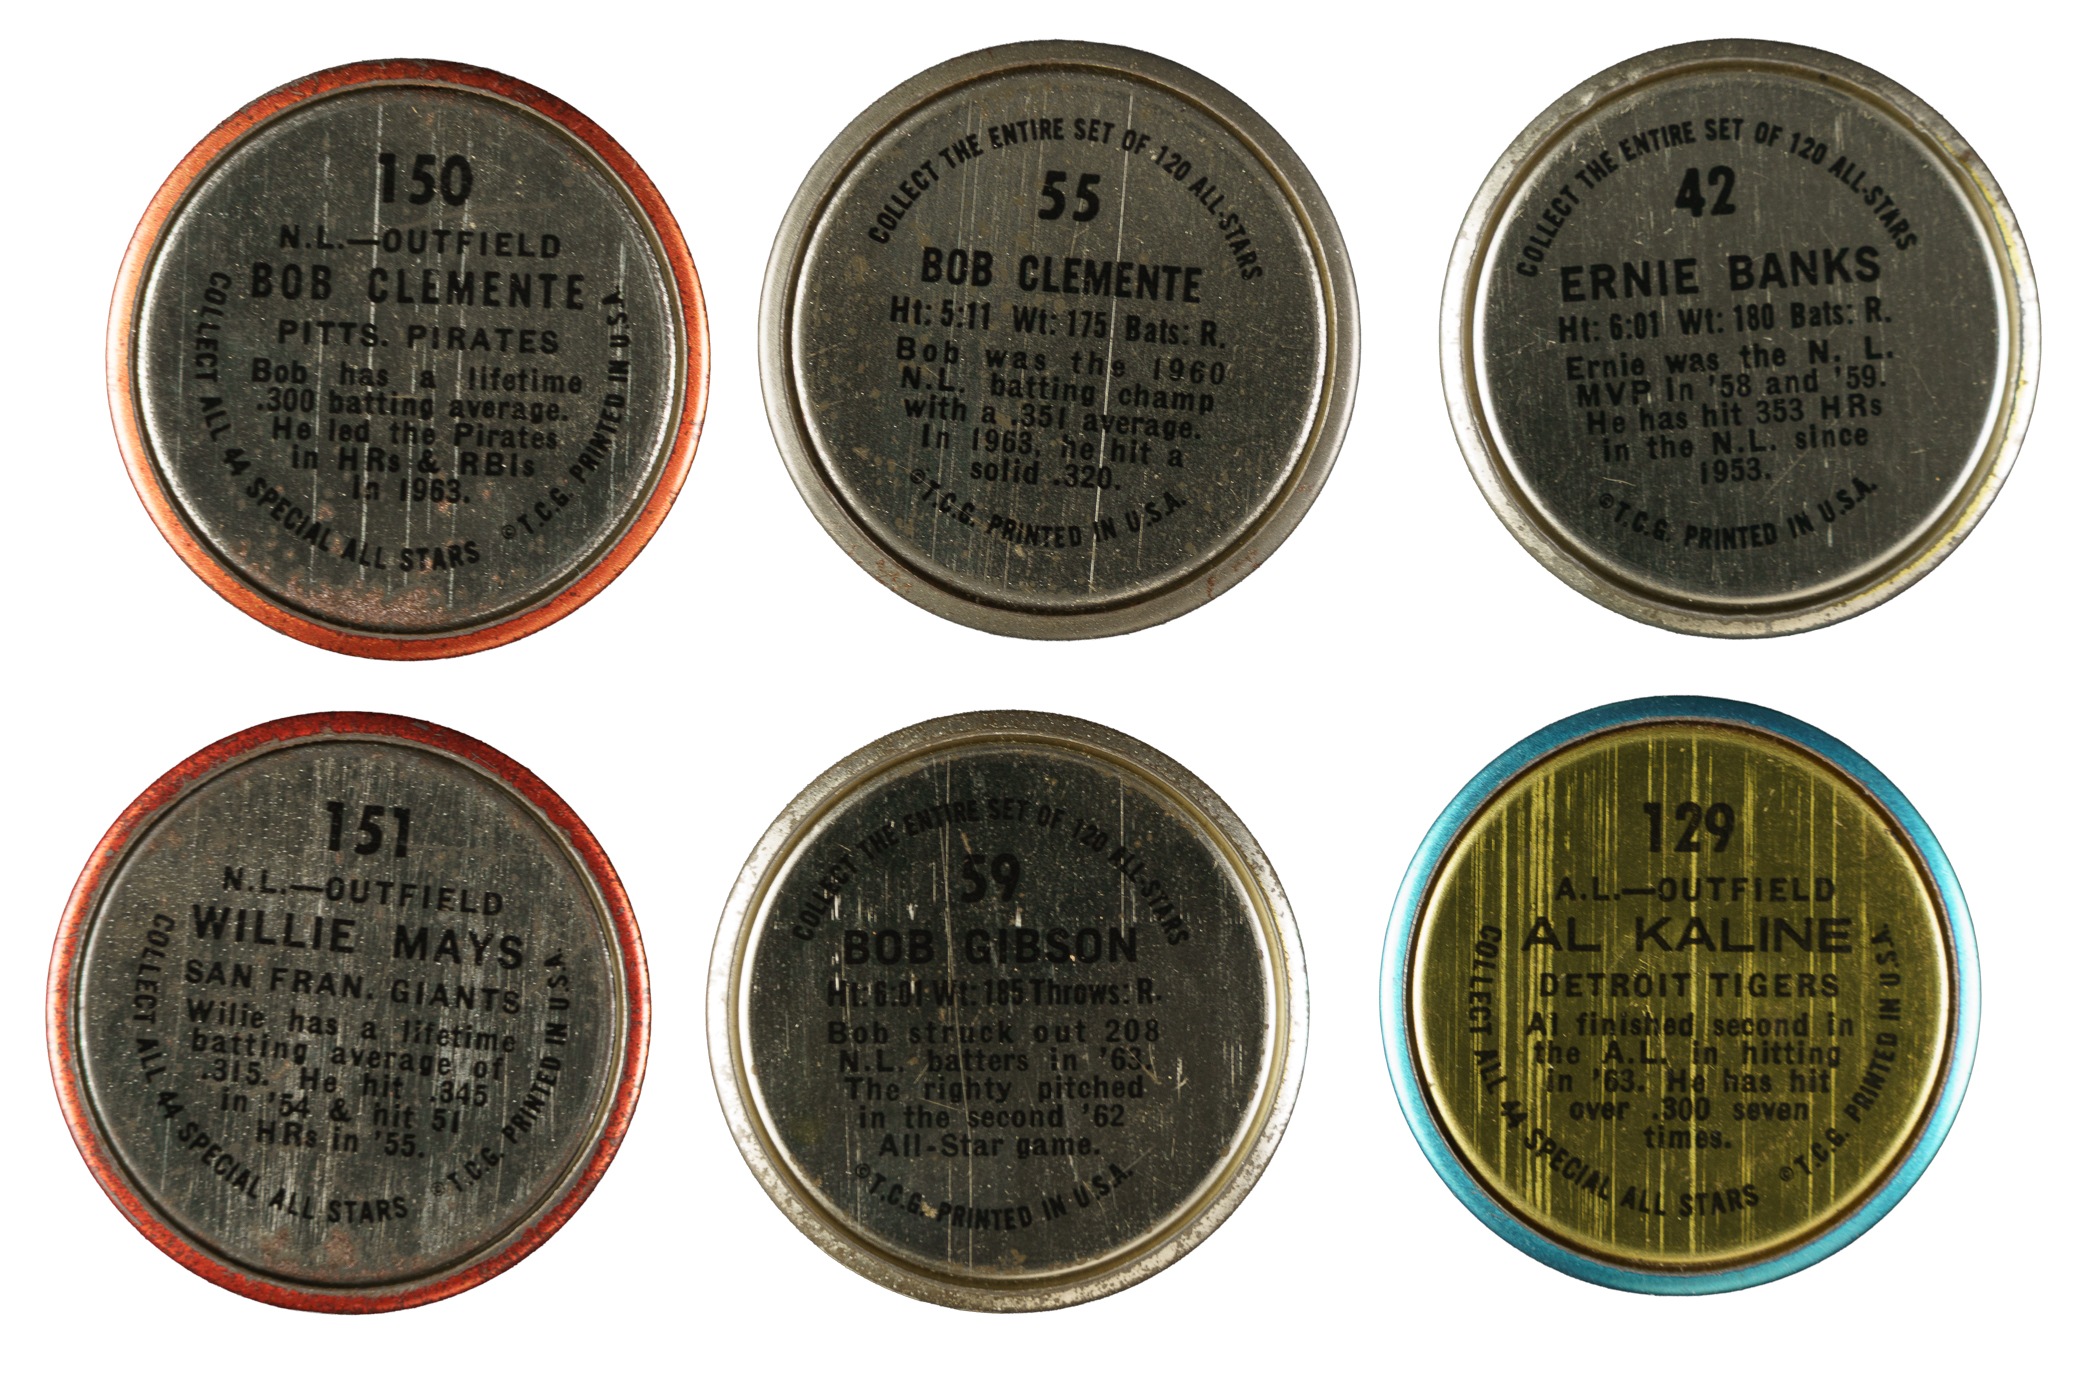 150
N.L.—OUTFIELD
BOB CLEMENTE
PITTS. PIRATES
Bob has a lifetime
.300 batting average.
He led the Pirates
in HRs & RBIs
in 1963.
COLLECT ALL 44 SPECIAL ALL STARS
©T.C.G. PRINTED IN U.S.A.
COLLECT THE ENTIRE SET OF 120 ALL-STARS
55
BOB CLEMENTE
Ht: 5:11 Wt: 175 Bats: R.
Bob was the 1960
N.L. batting champ
with a .351 average.
In 1963, he hit a
solid .320.
©T.C.G. PRINTED IN U.S.A.
COLLECT THE ENTIRE SET OF 120 ALL-STARS
42
ERNIE BANKS
Ht: 6:01 Wt: 180 Bats: R.
Ernie was the N. L.
MVP in '58 and '59.
He has hit 353 HRs
in the N.L. since
1953.
©T.C.G. PRINTED IN U.S.A.
151
N.L.—OUTFIELD
WILLIE MAYS
SAN FRAN. GIANTS
Willie has a lifetime
batting average of
.315. He hit .345
in '54 & hit 51
HRs in '55.
COLLECT ALL 44 SPECIAL ALL STARS
©T.C.G. PRINTED IN U.S.A.
COLLECT THE ENTIRE SET OF 120 ALL-STARS
59
BOB GIBSON
Ht: 6:01 Wt: 185 Throws: R.
Bob struck out 208
N.L. batters in '63.
The righty pitched
in the second '62
All-Star game.
©T.C.G. PRINTED IN U.S.A.
129
A.L.—OUTFIELD
AL KALINE
DETROIT TIGERS
Al finished second in
the A.L. in hitting
in '63. He has hit
over .300 seven
times.
COLLECT ALL 44 SPECIAL ALL STARS
©T.C.G. PRINTED IN U.S.A.